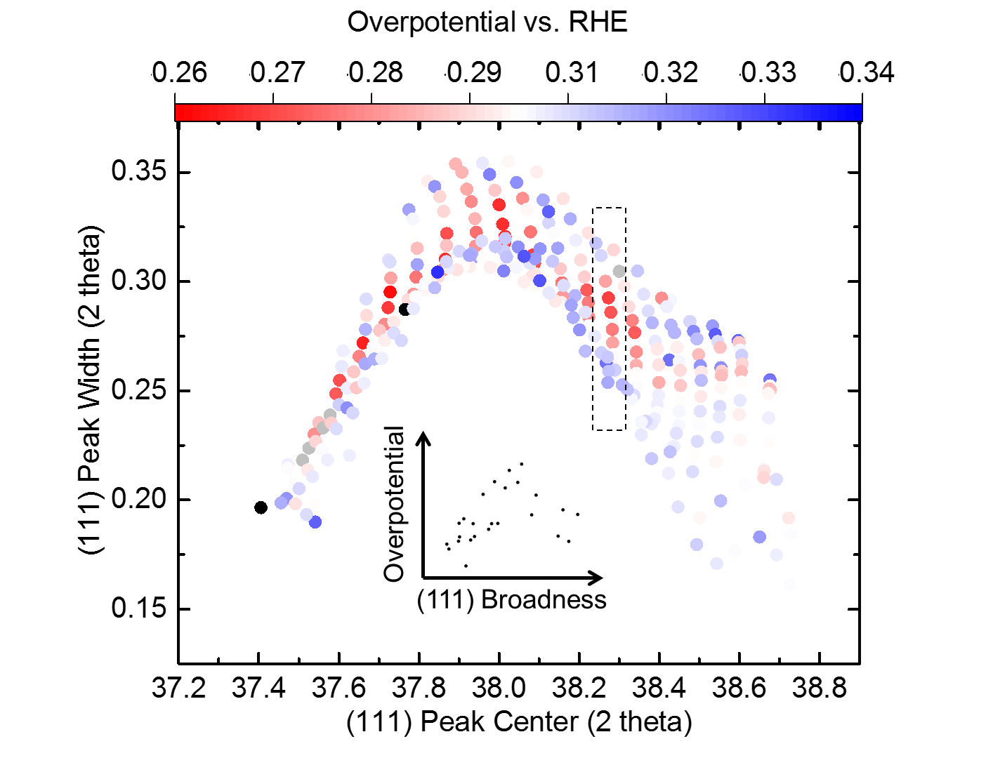 Overpotential vs. RHE
-0.26 -0.27 -0.28 -0.29 -0.31 -0.32 -0.33 -0.34
0.35
0.30
0.25
0.20
0.15
(111) Peak Width (2 theta)
Overpotential
(111) Broadness
37.2 37.4 37.6 37.8 38.0 38.2 38.4 38.6 38.8
(111) Peak Center (2 theta)